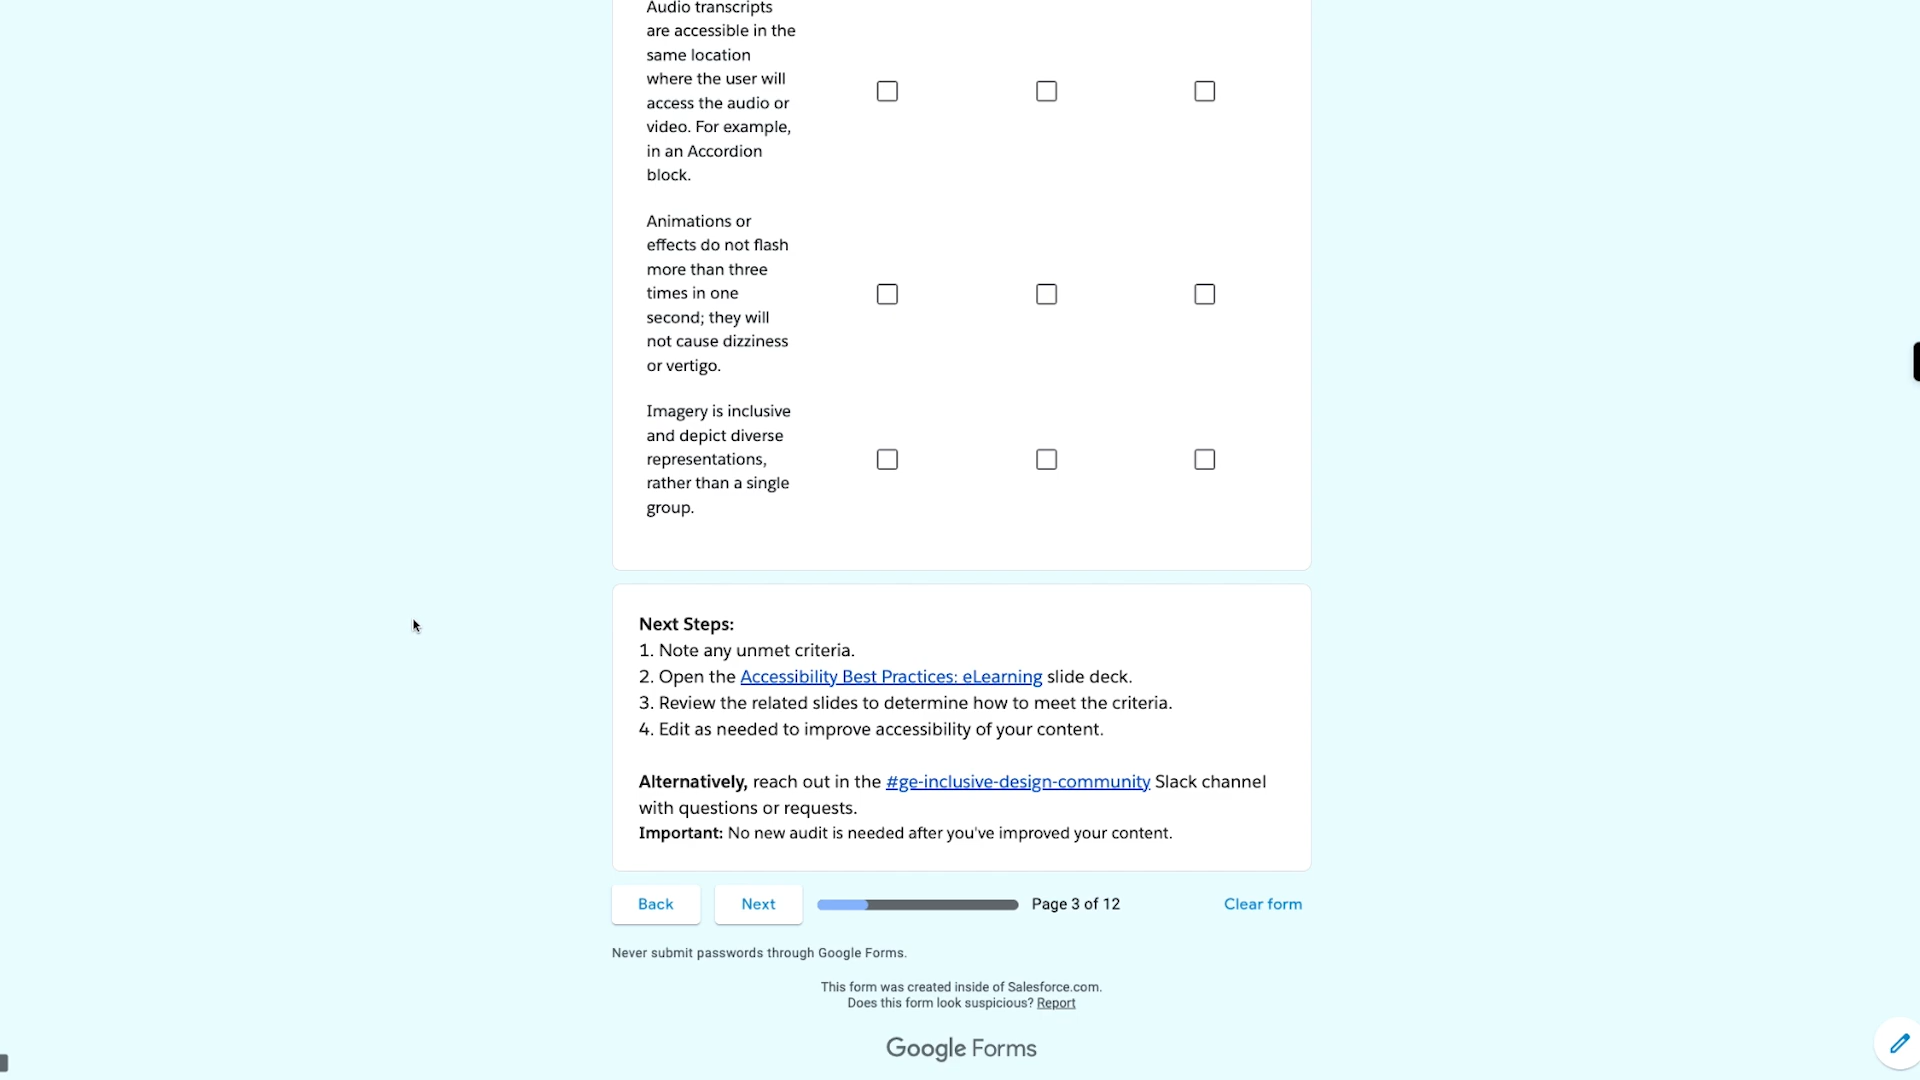 Audio transcripts
are accessible in the
same location
where the user will
access the audio or
video. For example,
in an Accordion
block.
Animations or
effects do not flash
more than three
times in one
second; they will
not cause dizziness
or vertigo.
Imagery is inclusive
and depict diverse
representations,
rather than a single
group.
Next Steps:
1. Note any unmet criteria.
2. Open the Accessibility Best Practices: eLearning slide deck.
3. Review the related slides to determine how to meet the criteria.
4. Edit as needed to improve accessibility of your content.
Alternatively, reach out in the #ge-inclusive-design-community Slack channel
with questions or requests.
Important: No new audit is needed after you've improved your content.
Back Next Page 3 of 12 Clear form
Never submit passwords through Google Forms.
This form was created inside of Salesforce.com.
Does this form look suspicious? Report
Google Forms